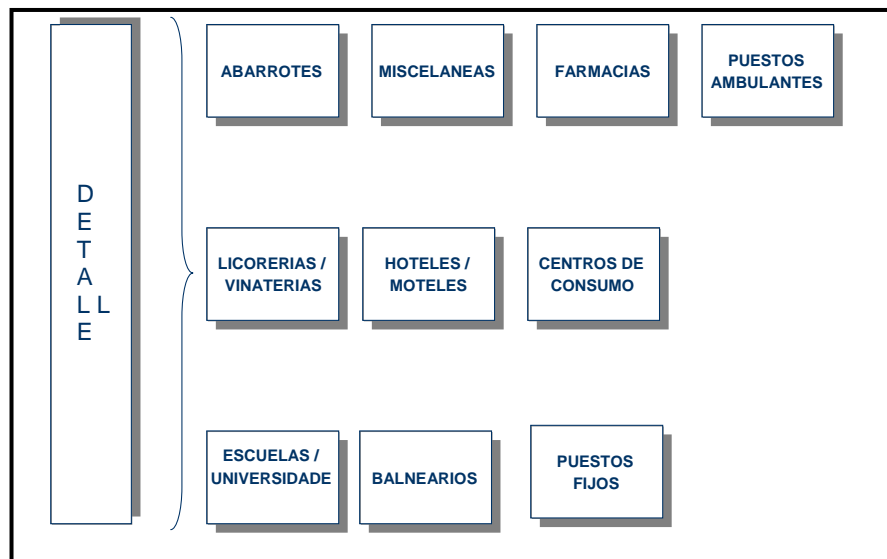 D
E
T
A
L L
E
ABARROTES
MISCELANEAS
FARMACIAS
PUESTOS
AMBULANTES
LICORERIAS /
VINATERIAS
HOTELES /
MOTELES
CENTROS DE
CONSUMO
ESCUELAS /
UNIVERSIDADE
BALNEARIOS
PUESTOS
FIJOS